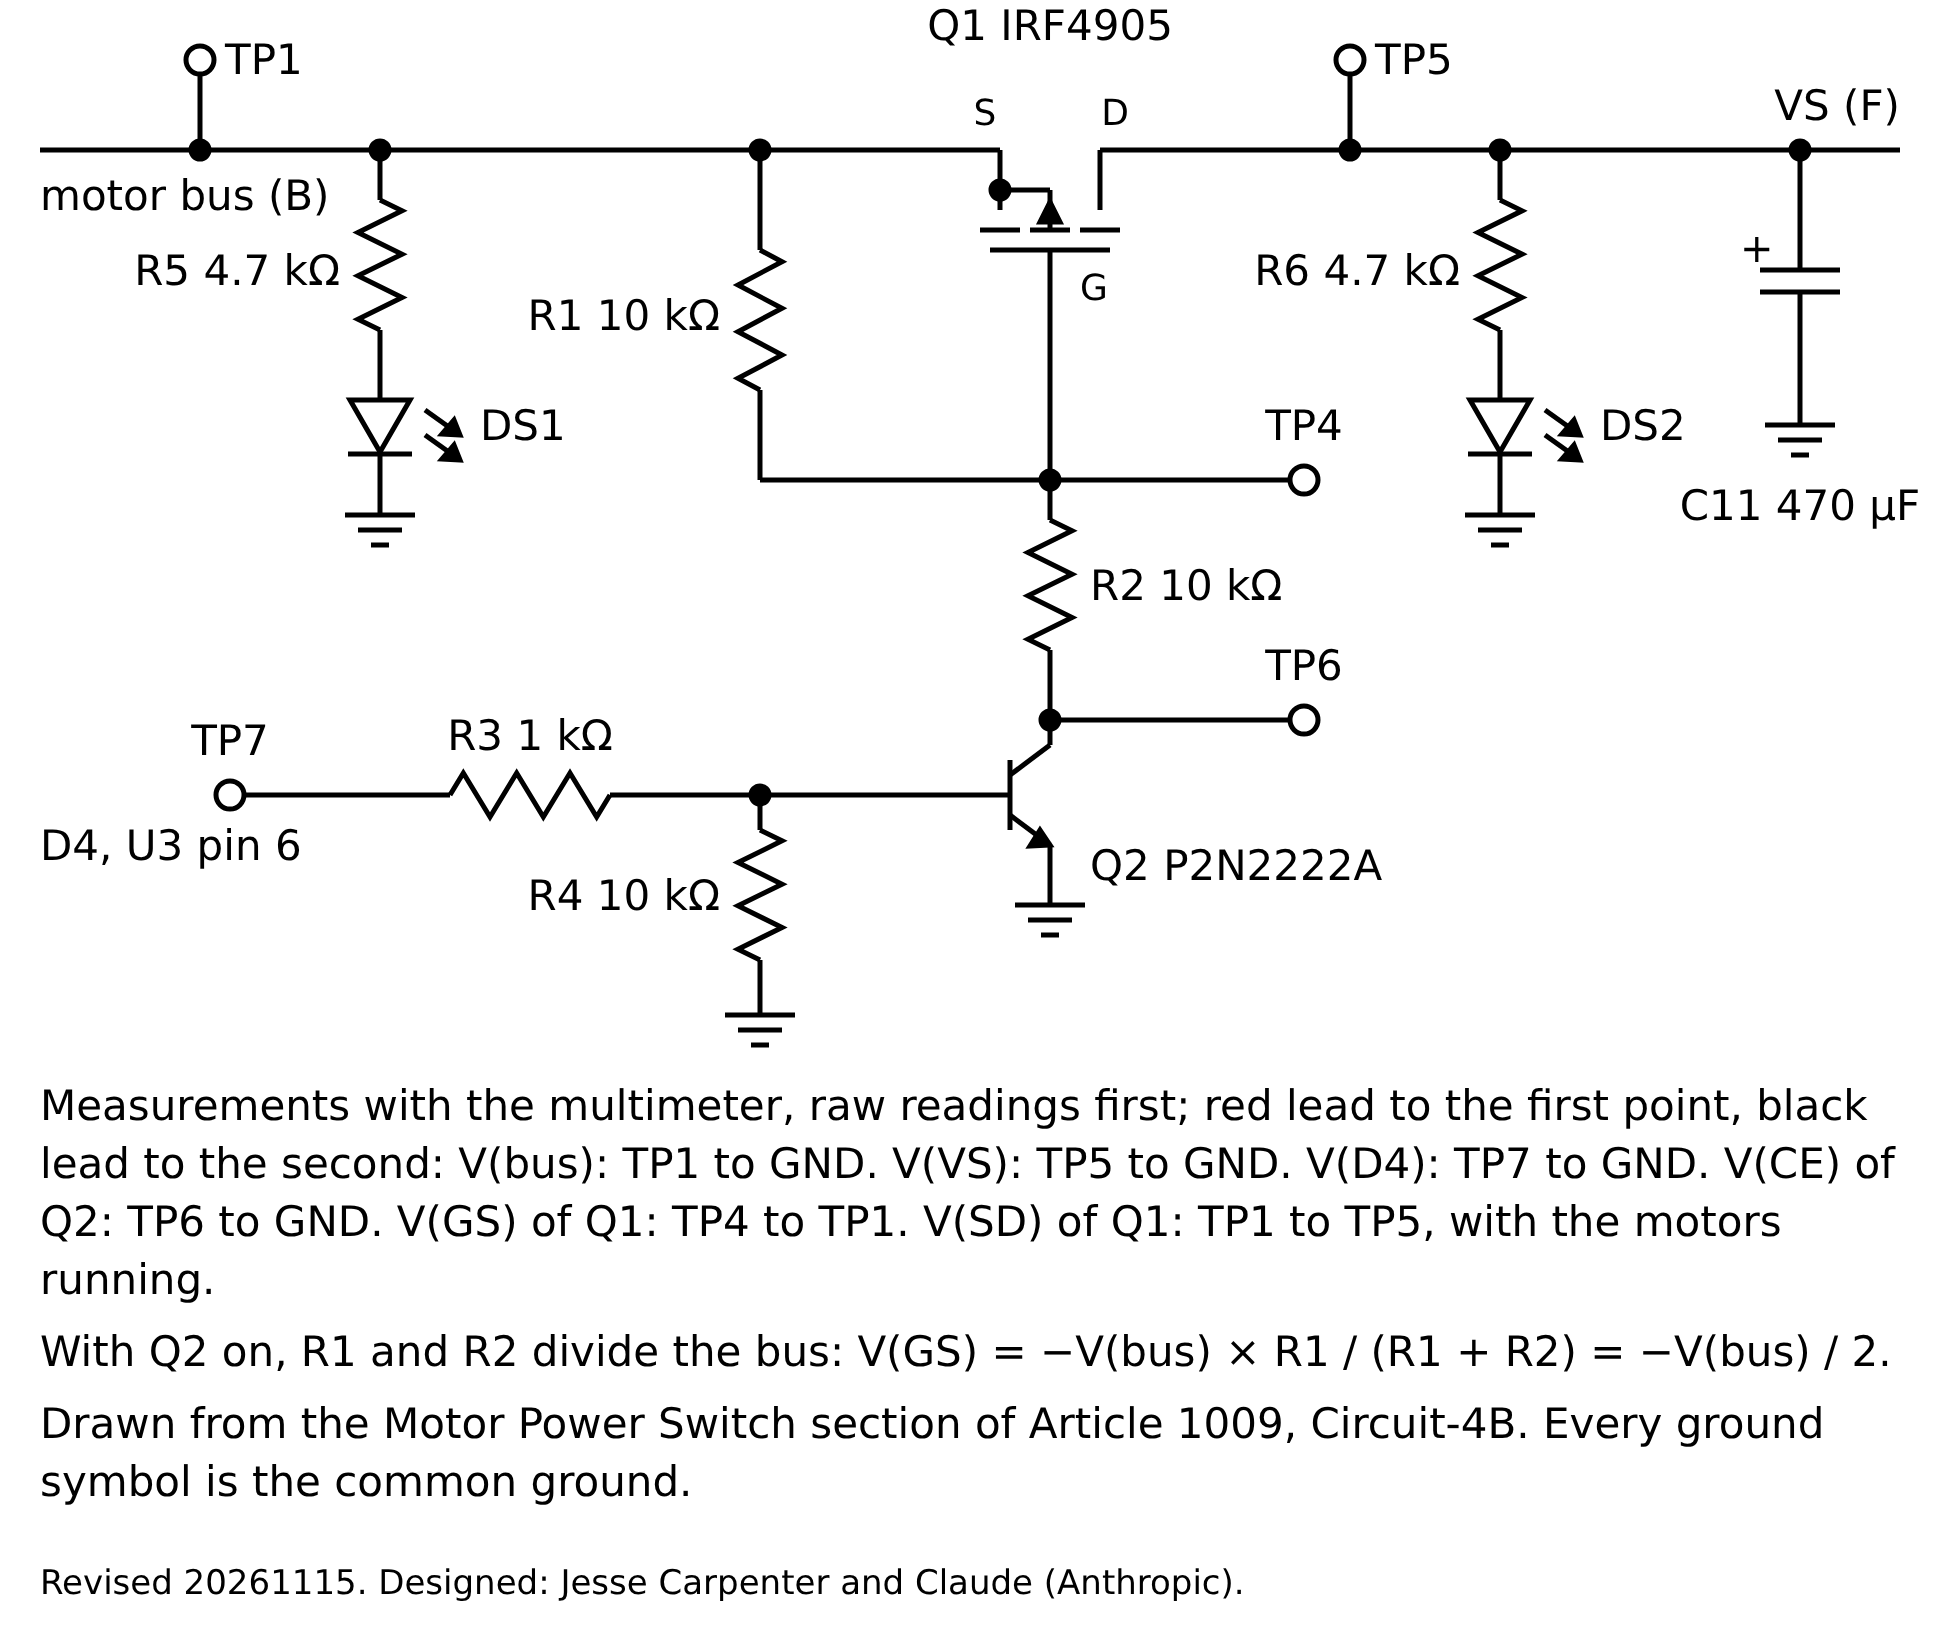 Q1 IRF4905
TP1
TP5
VS (F)
S
D
motor bus (B)
R5 4.7 kΩ
R1 10 kΩ
G
R6 4.7 kΩ
+
DS1
TP4
DS2
C11 470 µF
R2 10 kΩ
TP6
TP7
R3 1 kΩ
D4, U3 pin 6
R4 10 kΩ
Q2 P2N2222A
Measurements with the multimeter, raw readings first; red lead to the first point, black
lead to the second: V(bus): TP1 to GND. V(VS): TP5 to GND. V(D4): TP7 to GND. V(CE) of
Q2: TP6 to GND. V(GS) of Q1: TP4 to TP1. V(SD) of Q1: TP1 to TP5, with the motors
running.
With Q2 on, R1 and R2 divide the bus: V(GS) = −V(bus) × R1 / (R1 + R2) = −V(bus) / 2.
Drawn from the Motor Power Switch section of Article 1009, Circuit-4B. Every ground
symbol is the common ground.
Revised 20261115. Designed: Jesse Carpenter and Claude (Anthropic).